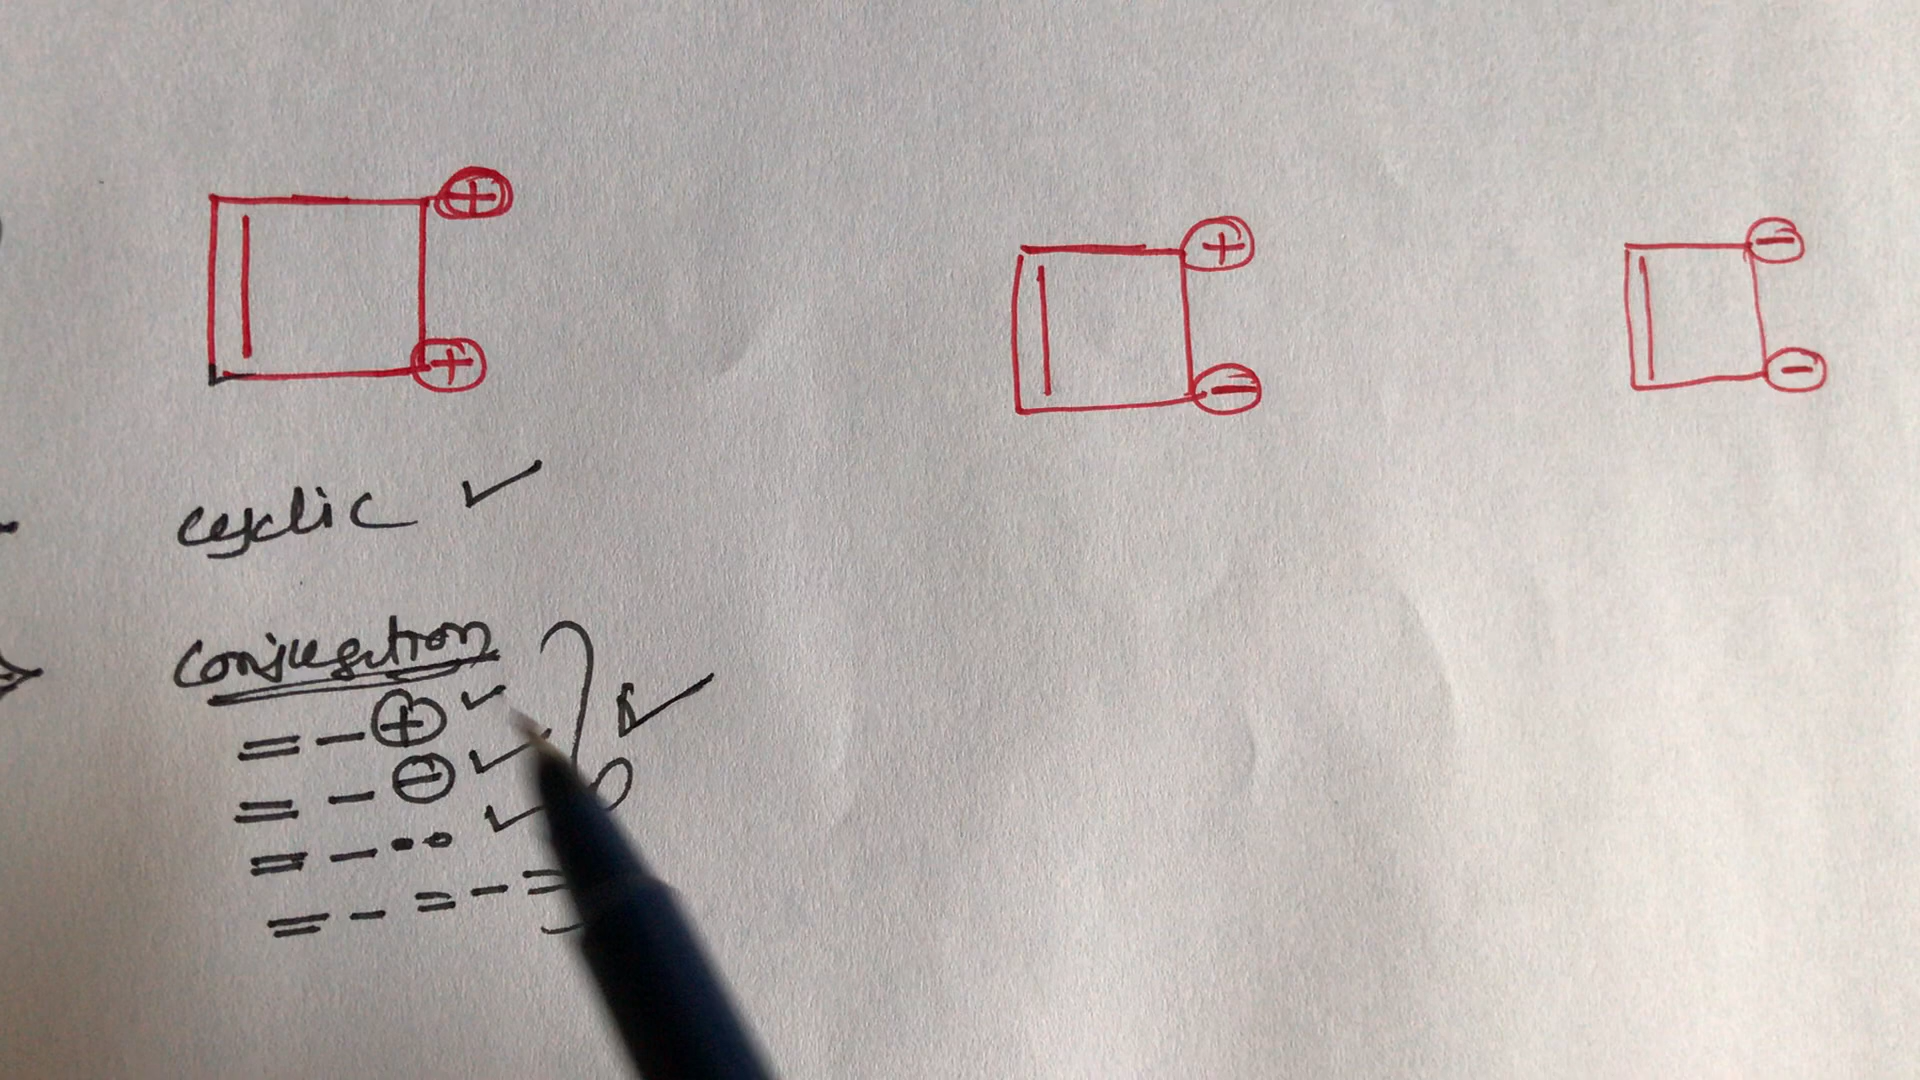 ⊕ ⊕ ⊖
⊕ ⊖ ⊖
cyclic ✓
Conjugation
= - ⊕ ✓
= - ⊖ ✓
= - •• ✓
= - = - =